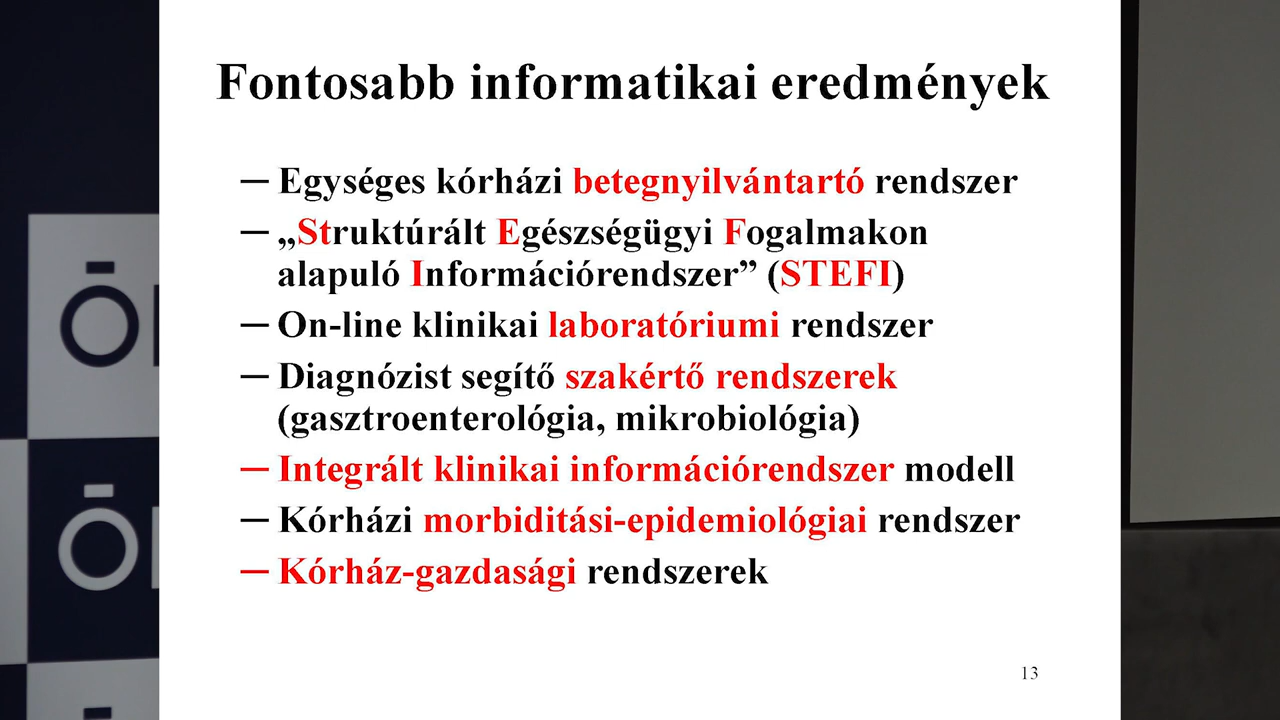 Fontosabb informatikai eredmények
— Egységes kórházi betegnyilvántartó rendszer
— „Struktúrált Egészségügyi Fogalmakon
alapuló Információrendszer” (STEFI)
— On-line klinikai laboratóriumi rendszer
— Diagnózist segítő szakértő rendszerek
(gasztroenterológia, mikrobiológia)
— Integrált klinikai információrendszer modell
— Kórházi morbiditási-epidemiológiai rendszer
— Kórház-gazdasági rendszerek
13